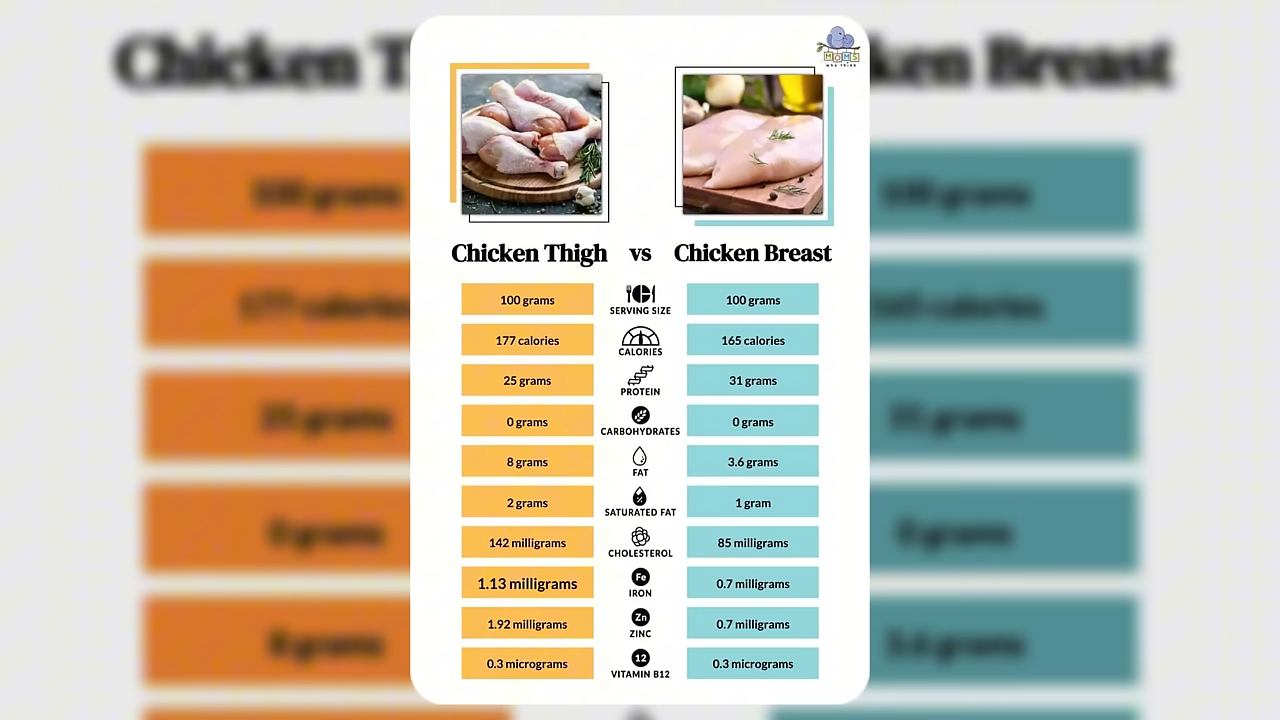 MOMS
WHO THINK
Chicken Thigh vs Chicken Breast
100 grams SERVING SIZE 100 grams
177 calories CALORIES 165 calories
25 grams PROTEIN 31 grams
0 grams CARBOHYDRATES 0 grams
8 grams FAT 3.6 grams
2 grams SATURATED FAT 1 gram
142 milligrams CHOLESTEROL 85 milligrams
1.13 milligrams Fe IRON 0.7 milligrams
1.92 milligrams Zn ZINC 0.7 milligrams
0.3 micrograms 12 VITAMIN B12 0.3 micrograms